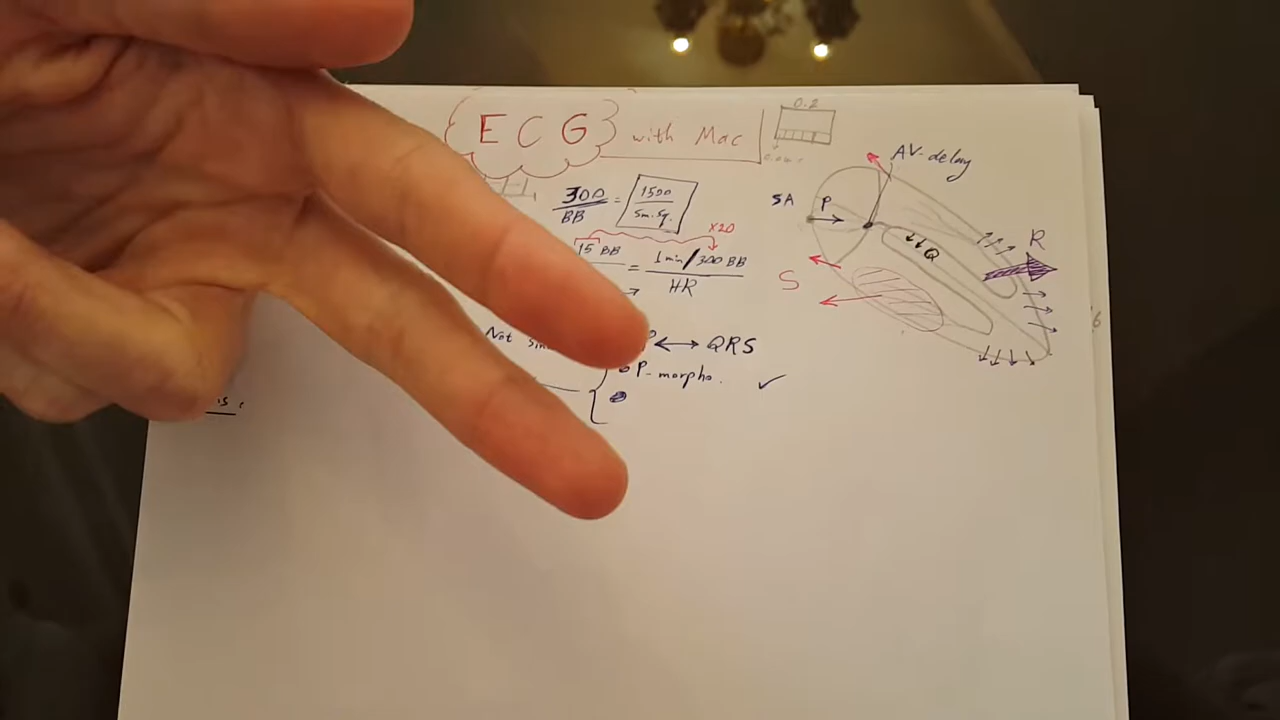 ECG with Mac
0.2
300
BB
=
1500
Sm.sq.
×20
15 BB
=
1 min/300 BB
HR
Not
P ↔ QRS
P-morpho. ✓
AV-delay
SA
P
Q
R
S